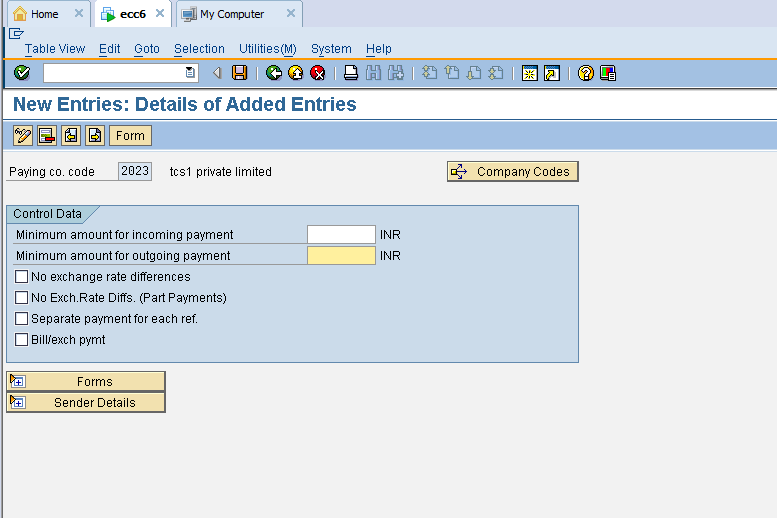 Home
ecc6
My Computer
Table View Edit Goto Selection Utilities(M) System Help
New Entries: Details of Added Entries
Form
Paying co. code 2023 tcs1 private limited Company Codes
Control Data
Minimum amount for incoming payment INR
Minimum amount for outgoing payment INR
No exchange rate differences
No Exch.Rate Diffs. (Part Payments)
Separate payment for each ref.
Bill/exch pymt
Forms
Sender Details